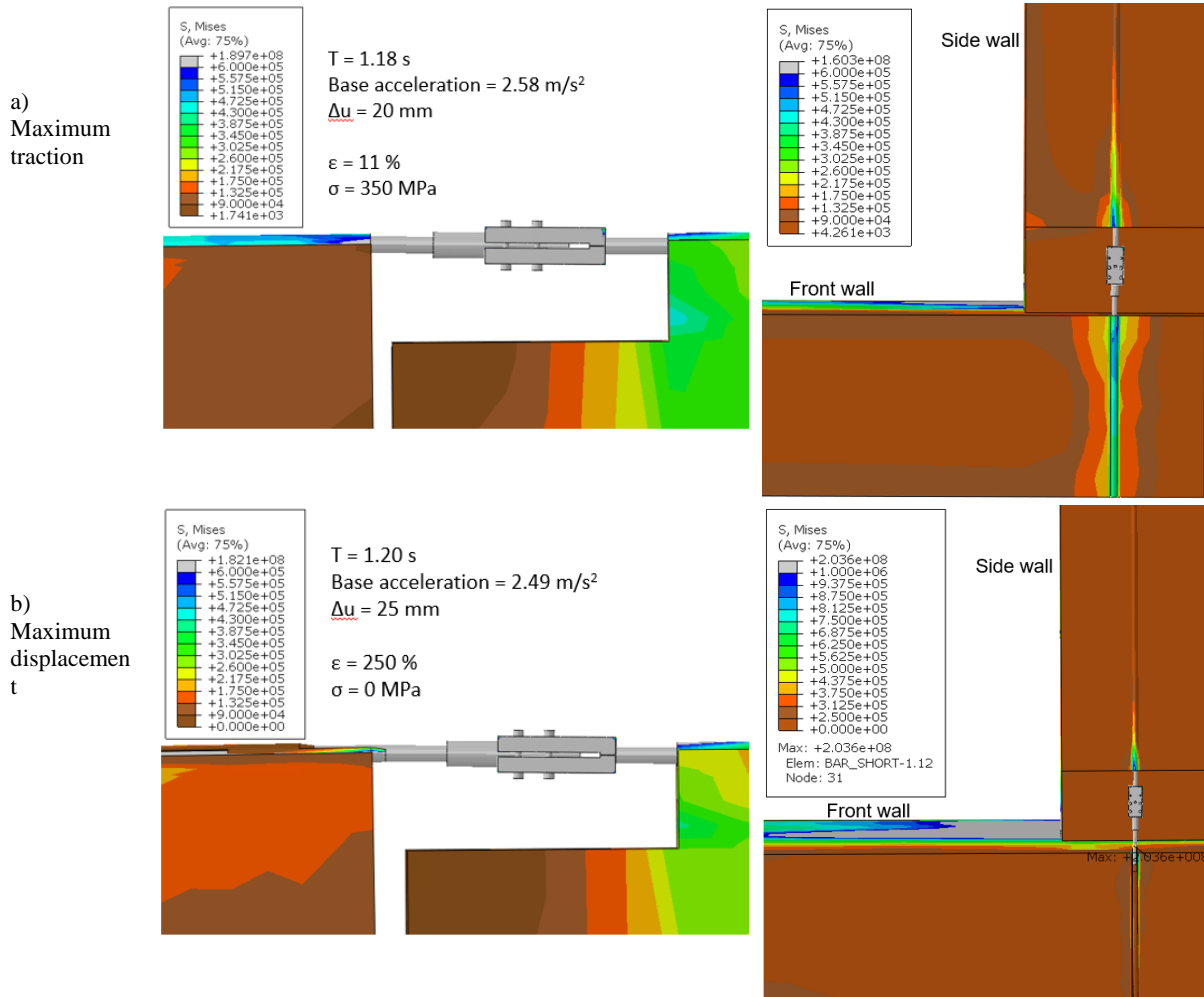 a)
Maximum
traction
S, Mises
(Avg: 75%)
+1.897e+08
+6.000e+05
+5.575e+05
+5.150e+05
+4.725e+05
+4.300e+05
+3.875e+05
+3.450e+05
+3.025e+05
+2.600e+05
+2.175e+05
+1.750e+05
+1.325e+05
+9.000e+04
+1.741e+03
T = 1.18 s
Base acceleration = 2.58 m/s²
Δu = 20 mm
ε = 11 %
σ = 350 MPa
S, Mises
(Avg: 75%)
+1.603e+08
+6.000e+05
+5.575e+05
+5.150e+05
+4.725e+05
+4.300e+05
+3.875e+05
+3.450e+05
+3.025e+05
+2.600e+05
+2.175e+05
+1.750e+05
+1.325e+05
+9.000e+04
+4.261e+03
Side wall
Front wall
b)
Maximum
displacemen
t
S, Mises
(Avg: 75%)
+1.821e+08
+6.000e+05
+5.575e+05
+5.150e+05
+4.725e+05
+4.300e+05
+3.875e+05
+3.450e+05
+3.025e+05
+2.600e+05
+2.175e+05
+1.750e+05
+1.325e+05
+9.000e+04
+0.000e+00
T = 1.20 s
Base acceleration = 2.49 m/s²
Δu = 25 mm
ε = 250 %
σ = 0 MPa
S, Mises
(Avg: 75%)
+2.036e+08
+1.000e+06
+9.375e+05
+8.750e+05
+8.125e+05
+7.500e+05
+6.875e+05
+6.250e+05
+5.625e+05
+5.000e+05
+4.375e+05
+3.750e+05
+3.125e+05
+2.500e+05
+0.000e+00
Max: +2.036e+08
Elem: BAR_SHORT-1.12
Node: 31
Side wall
Front wall
Max: +2.036e+008